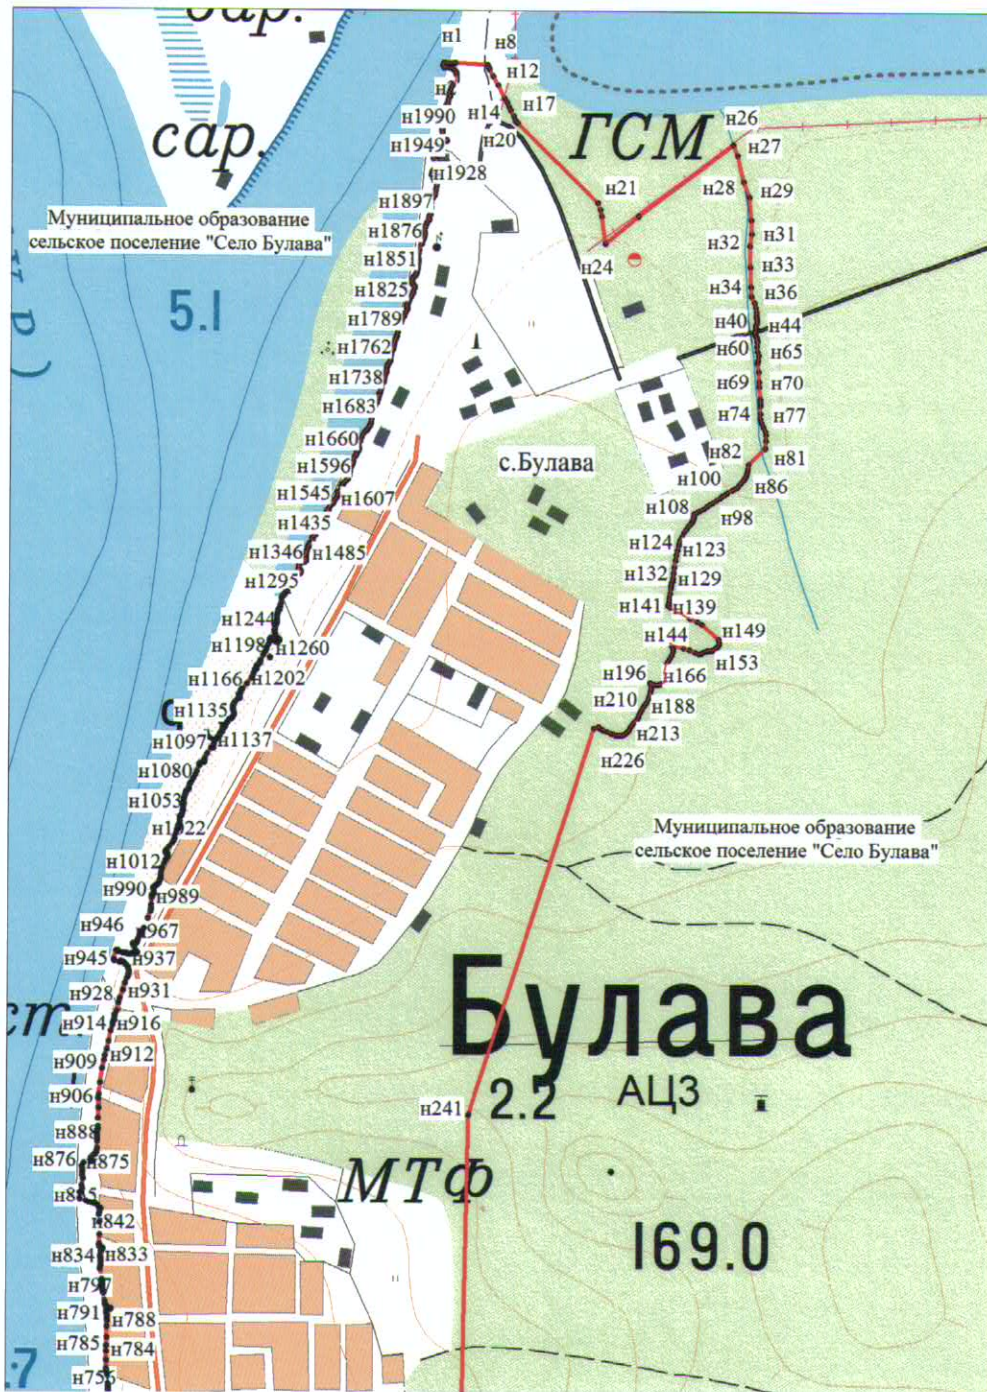 сар.
н1
н8
н12
н17
н14
н20
н1990
н1949
н1928
ГСМ
н26
н27
сар.
н21
н28
н29
н1897
Муниципальное образование
сельское поселение "Село Булава"
н1876
н24
н32
н31
н1851
н33
н1825
н34
н36
5.1
н1789
н40
н44
н1762
н60
н65
н1738
н69
н70
н1683
н74
н77
н1660
с.Булава
н82
н81
н1596
н100
н86
н1545
н1607
н108
н98
н1435
н1346
н1485
н124
н123
н1295
н132
н129
н141
н139
н1244
н1198
н1260
н144
н149
н153
н1166
н1202
н196
н166
н1135
н210
н188
н1097
н1137
н213
н1080
н226
н1053
н1022
Муниципальное образование
сельское поселение "Село Булава"
н1012
н990
н989
н946
н967
н945
н937
н928
н931
ст.
н914
н916
Булава
н909
н912
н906
н241
2.2
АЦЗ
н888
н876
н875
МТФ
н842
169.0
н834
н833
н797
н791
н788
н785
н784
.7
н756